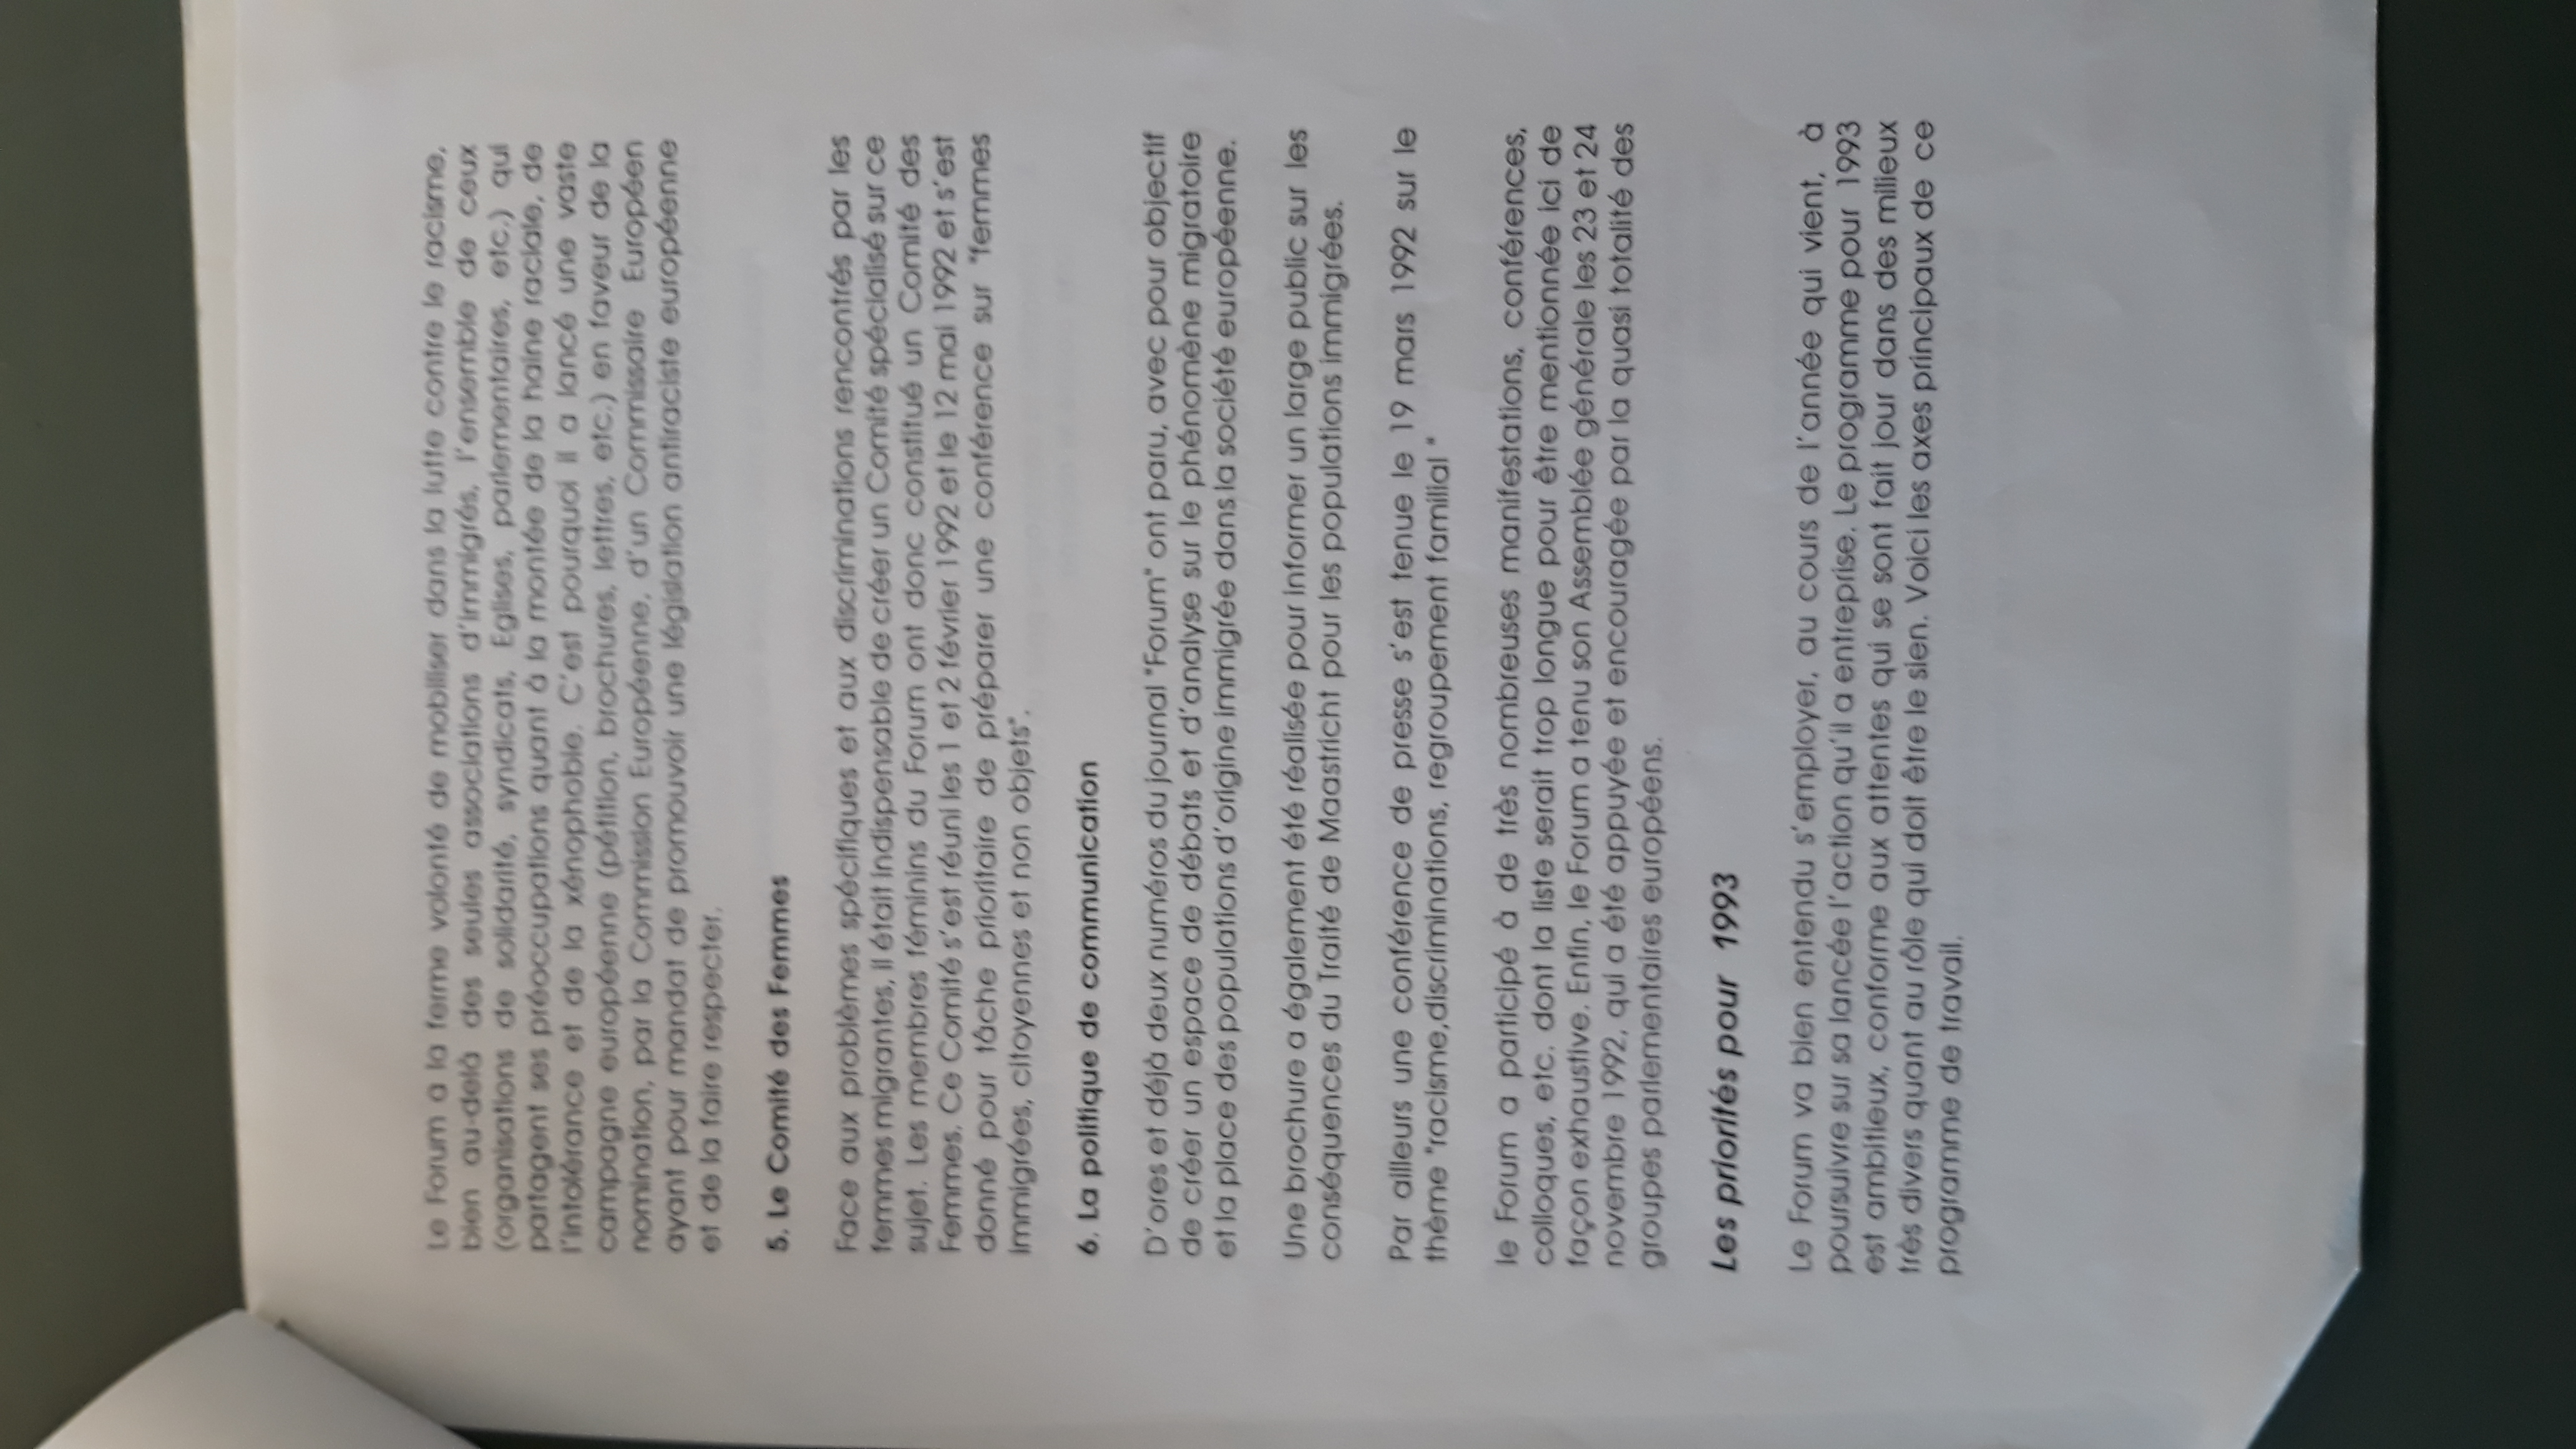 Le Forum a la ferme volonté de mobiliser dans la lutte contre le racisme,
bien au-delà des seules associations d'immigrés, l'ensemble de ceux
(organisations de solidarité, syndicats, Eglises, parlementaires, etc.) qui
partagent ses préoccupations quant à la montée de la haine raciale, de
l'intolérance et de la xénophobie. C'est pourquoi il a lancé une vaste
campagne européenne (pétition, brochures, lettres, etc.) en faveur de la
nomination, par la Commission Européenne, d'un Commissaire Européen
ayant pour mandat de promouvoir une législation antiraciste européenne
et de la faire respecter.
5. Le Comité des Femmes
Face aux problèmes spécifiques et aux discriminations rencontrés par les
femmes migrantes, il était indispensable de créer un Comité spécialisé sur ce
sujet. Les membres féminins du Forum ont donc constitué un Comité des
Femmes. Ce Comité s'est réuni les 1 et 2 février 1992 et le 12 mai 1992 et s'est
donné pour tâche prioritaire de préparer une conférence sur "femmes
immigrées, citoyennes et non objets".
6. La politique de communication
D'ores et déjà deux numéros du journal "Forum" ont paru, avec pour objectif
de créer un espace de débats et d'analyse sur le phénomène migratoire
et la place des populations d'origine immigrée dans la société européenne.
Une brochure a également été réalisée pour informer un large public sur les
conséquences du Traité de Maastricht pour les populations immigrées.
Par ailleurs une conférence de presse s'est tenue le 19 mars 1992 sur le
thème "racisme,discriminations, regroupement familial "
le Forum a participé à de très nombreuses manifestations, conférences,
colloques, etc. dont la liste serait trop longue pour être mentionnée ici de
façon exhaustive. Enfin, le Forum a tenu son Assemblée générale les 23 et 24
novembre 1992, qui a été appuyée et encouragée par la quasi totalité des
groupes parlementaires européens.
Les priorités pour 1993
Le Forum va bien entendu s'employer, au cours de l'année qui vient, à
poursuivre sur sa lancée l'action qu'il a entreprise. Le programme pour 1993
est ambitieux, conforme aux attentes qui se sont fait jour dans des milieux
très divers quant au rôle qui doit être le sien. Voici les axes principaux de ce
programme de travail.